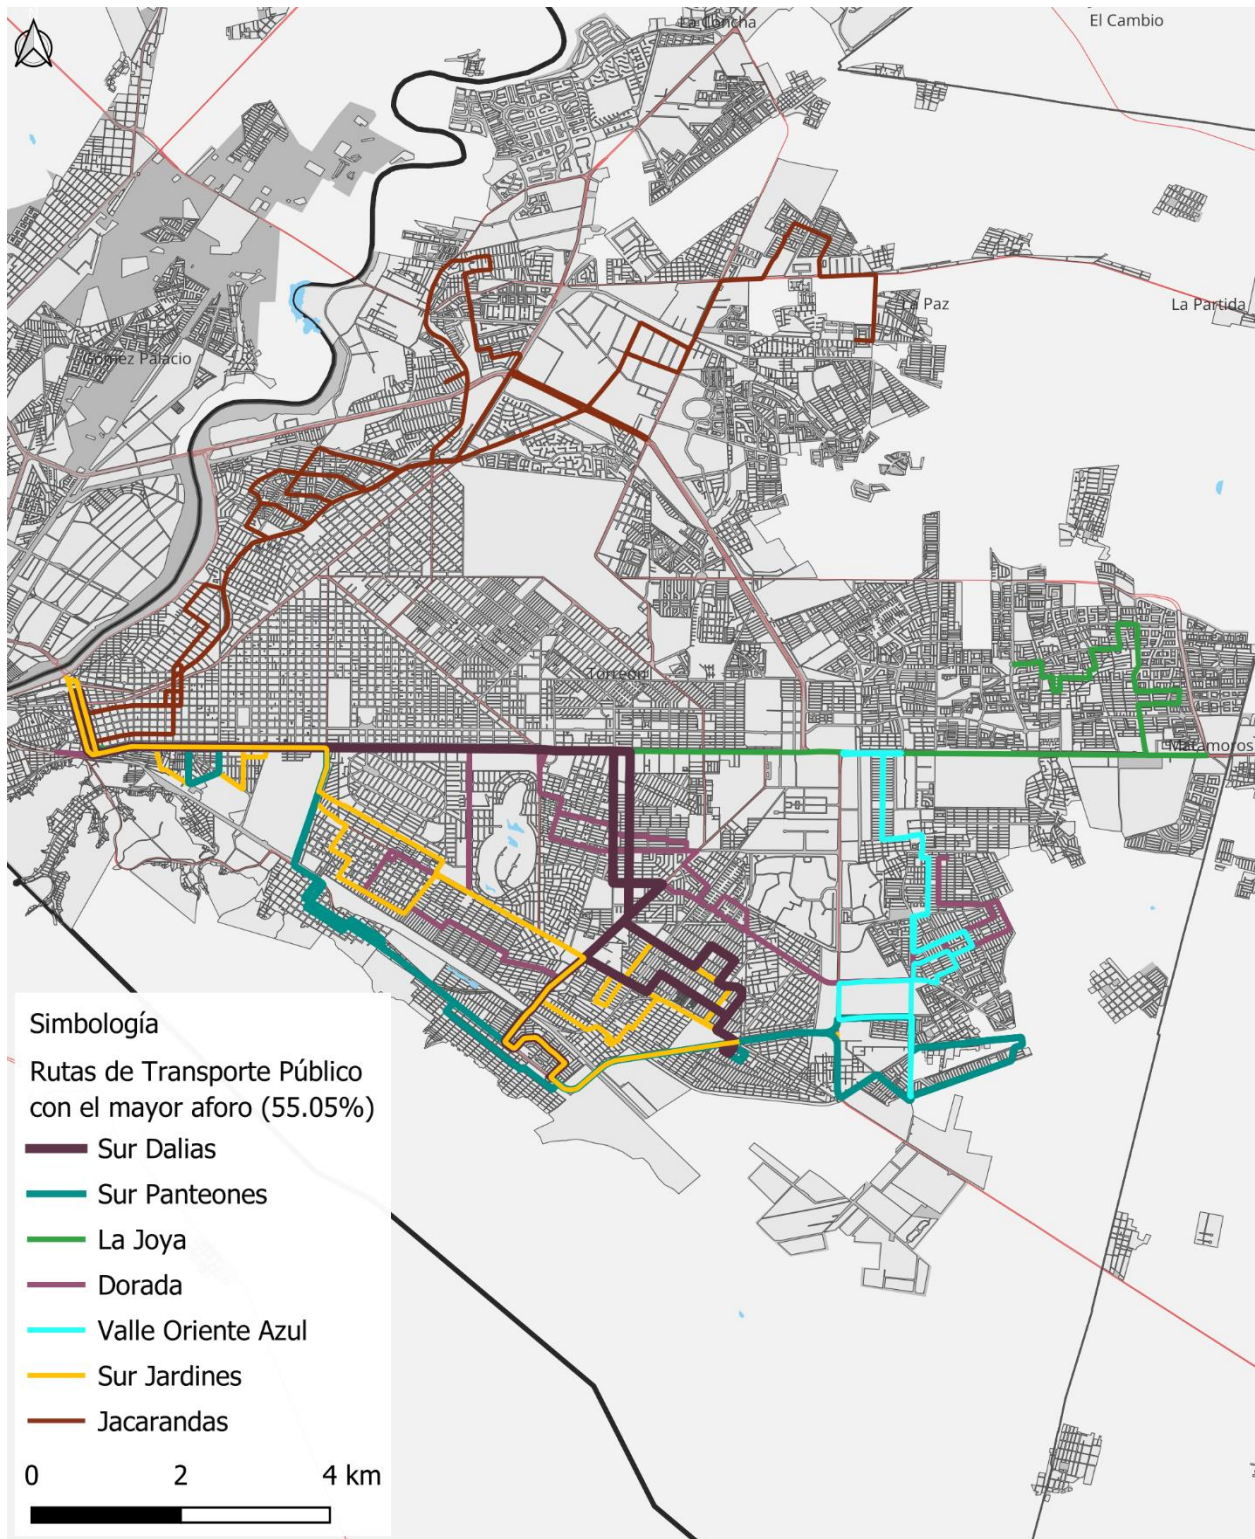 La Concha
El Cambio
La Paz
La Partida
Gómez Palacio
Torreón
Matamoros
Simbología
Rutas de Transporte Público
con el mayor aforo (55.05%)
Sur Dalias
Sur Panteones
La Joya
Dorada
Valle Oriente Azul
Sur Jardines
Jacarandas
0 2 4 km